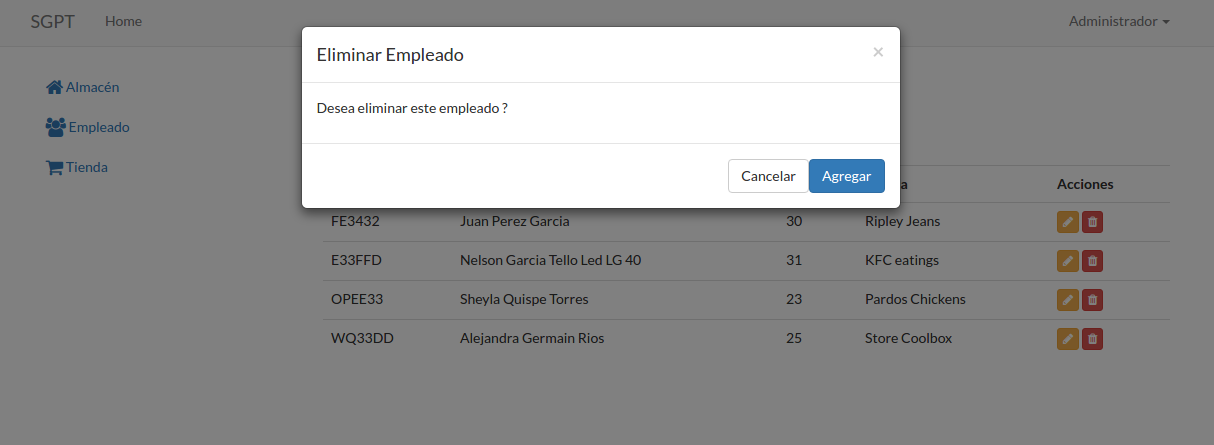 SGPT Home Administrador
Eliminar Empleado ×
Almacén
Desea eliminar este empleado ?
Empleado
Tienda
Cancelar Agregar
a Acciones
FE3432 Juan Perez Garcia 30 Ripley Jeans
E33FFD Nelson Garcia Tello Led LG 40 31 KFC eatings
OPEE33 Sheyla Quispe Torres 23 Pardos Chickens
WQ33DD Alejandra Germain Rios 25 Store Coolbox